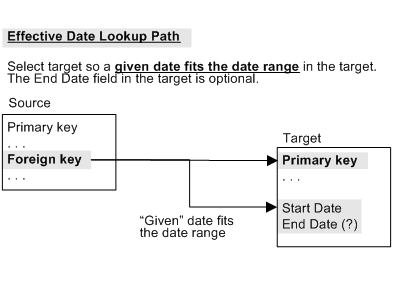 Effective Date Lookup Path
Select target so a given date fits the date range in the target.
The End Date field in the target is optional.
Source
Primary key
. . .
Foreign key
. . .
Target
Primary key
. . .
Start Date
End Date (?)
“Given” date fits
the date range